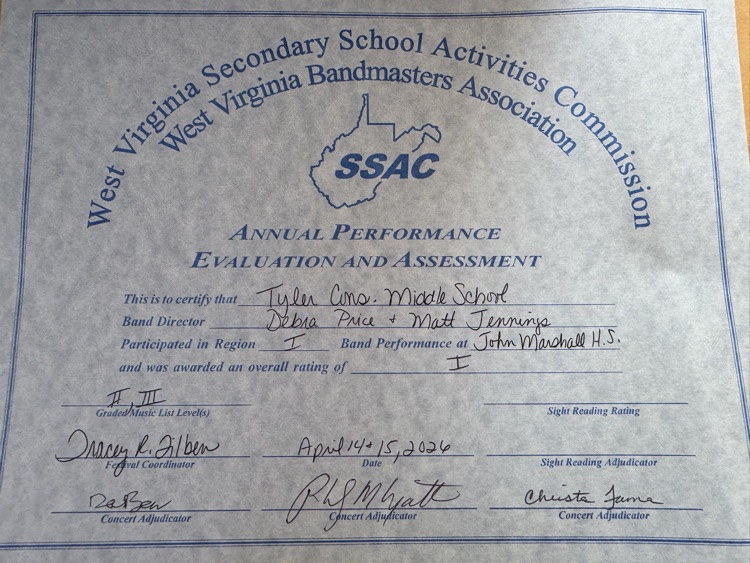 West Virginia Secondary School Activities Commission
West Virginia Bandmasters Association
SSAC
ANNUAL PERFORMANCE
EVALUATION AND ASSESSMENT
This is to certify that Tyler Cons. Middle School
Band Director Debra Price + Matt Jennings
Participated in Region I Band Performance at John Marshall H.S.
and was awarded an overall rating of I
II, III
Graded Music List Level(s) Sight Reading Rating
Tracey R. Filben April 14 + 15, 2026
Festival Coordinator Date Sight Reading Adjudicator
Christa
Concert Adjudicator Concert Adjudicator Concert Adjudicator